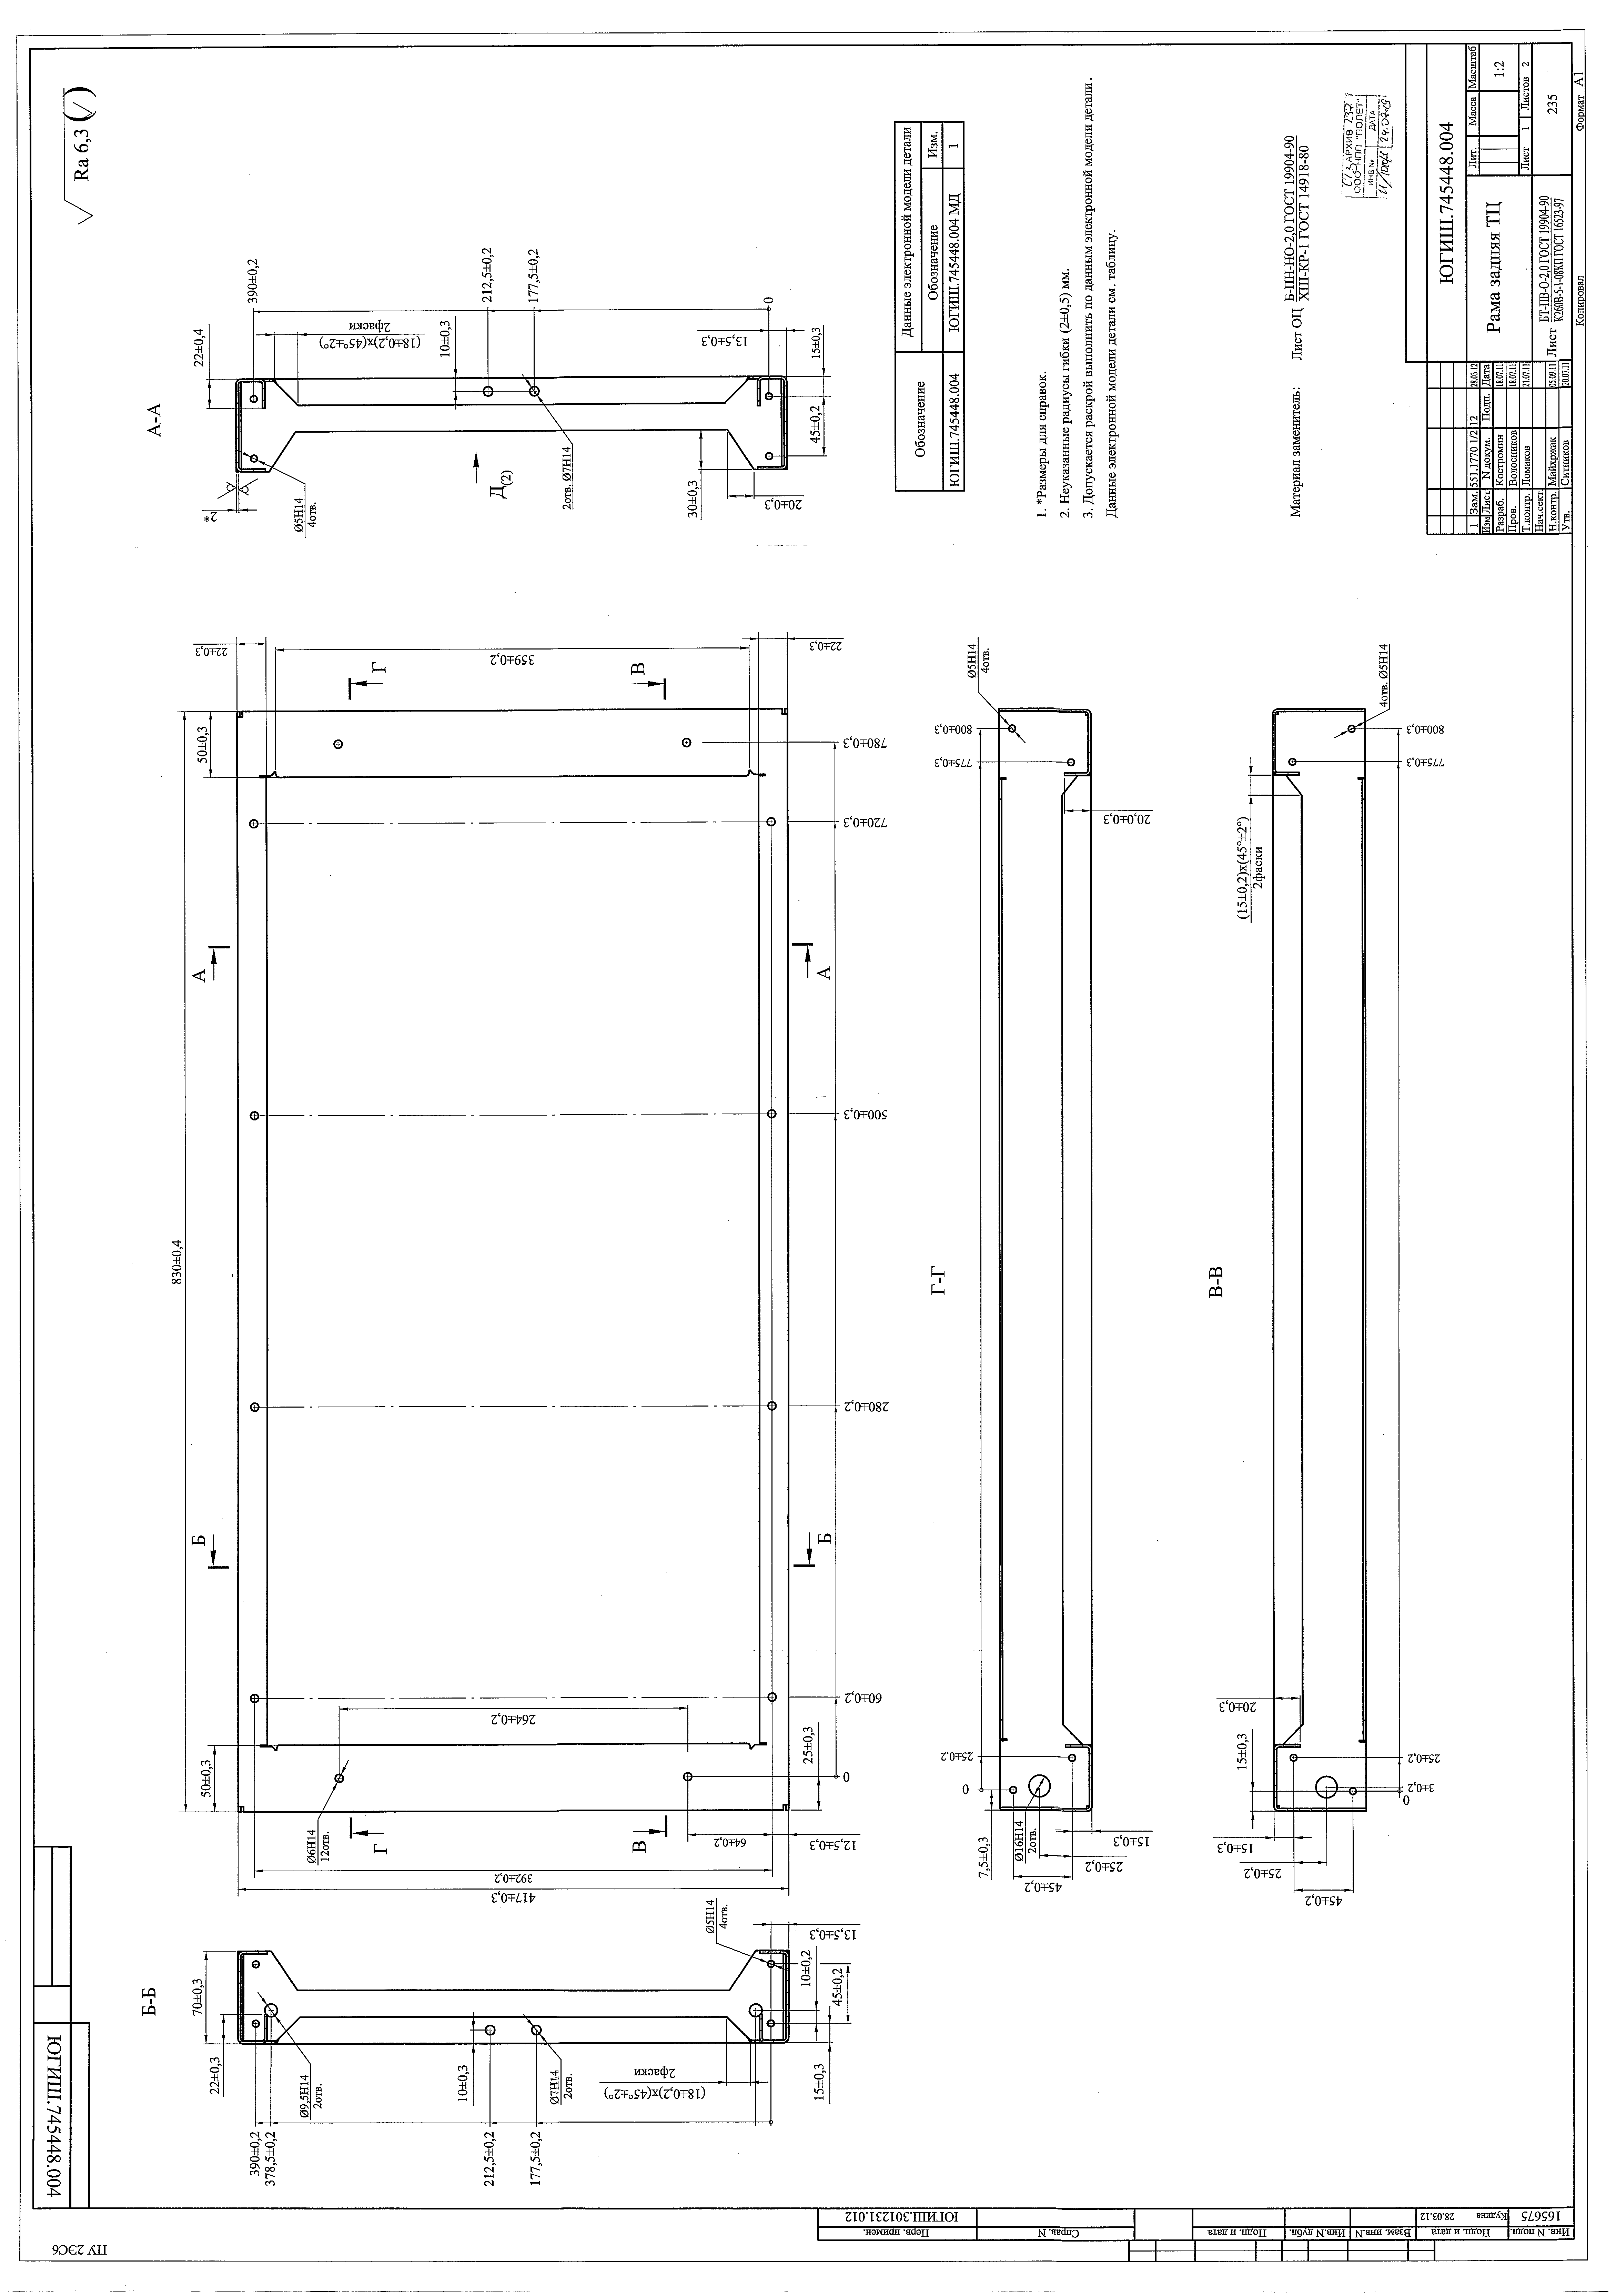 Ra 6,3 (√)
А-А
22±0,4
390±0,2
(18±0,2)x(45°±2°)
2фаски
10±0,3
212,5±0,2
177,5±0,2
13,5±0,3
0
15±0,3
45±0,2
2*
Ø5H14
4отв.
Д(2)
2отв. Ø7H14
30±0,3
20±0,3
Обозначение
Данные электронной модели детали
Обозначение
Изм.
ЮГИШ.745448.004
ЮГИШ.745448.004 МД
1
1. *Размеры для справок.
2. Неуказанные радиусы гибки (2±0,5) мм.
3. Допускается раскрой выполнить по данным электронной модели детали.
Данные электронной модели детали см. таблицу.
Материал заменитель:
Лист ОЦ
Б-ПН-НО-2,0 ГОСТ 19904-90
ХШ-КР-1 ГОСТ 14918-80
АРХИВ
ООО НПП "ПОЛЕТ"
ИНВ №
ДАТА
830±0,4
50±0,3
22±0,3
359±0,2
22±0,3
Г
В
780±0,3
720±0,3
А
А
500±0,3
280±0,2
Б
Б
60±0,2
264±0,2
50±0,3
25±0,3
0
Ø6H14
12отв.
Г
В
64±0,2
12,5±0,3
392±0,2
417±0,3
Г-Г
Ø5H14
4отв.
800±0,3
775±0,3
20,0±0,3
25±0,2
0
7,5±0,3
Ø16H14
2отв.
15±0,3
25±0,2
45±0,2
В-В
4отв. Ø5H14
800±0,3
775±0,3
(15±0,2)x(45°±2°)
2фаски
20±0,3
15±0,3
25±0,2
3±0,2
0
15±0,3
25±0,2
45±0,2
Б-Б
70±0,3
22±0,3
Ø9,5H14
2отв.
Ø5H14
4отв.
13,5±0,3
10±0,2
45±0,2
10±0,3
Ø7H14
2отв.
(18±0,2)x(45°±2°)
2фаски
15±0,3
390±0,2
378,5±0,2
212,5±0,2
177,5±0,2
ЮГИШ.745448.004
Рама задняя ТЦ
Лит.
Масса
Масштаб
1:2
Лист 1
Листов 2
Лист
БТ-ПВ-О-2,0 ГОСТ 19904-90
К260В-5-1-08КП ГОСТ 16523-97
235
1 Зам. 551.1770 1/2 12 28.03.12
Изм Лист N докум. Подп. Дата
Разраб. Костромин 18.07.11
Пров. Волосников 18.07.11
Т.контр. Ломаков 21.07.11
Нач.сект.
Н.контр. Майхржак 05.09.11
Утв. Ситников 20.07.11
Копировал
Формат А1
ЮГИШ.745448.004
Перв. примен.
ЮГИШ.301231.012
Справ. N
Подп. и дата
Инв.N дубл.
Взам. инв.N
Подп. и дата
Кудина 28.03.12
Инв. N подл.
165675
ПУ 2ЭС6